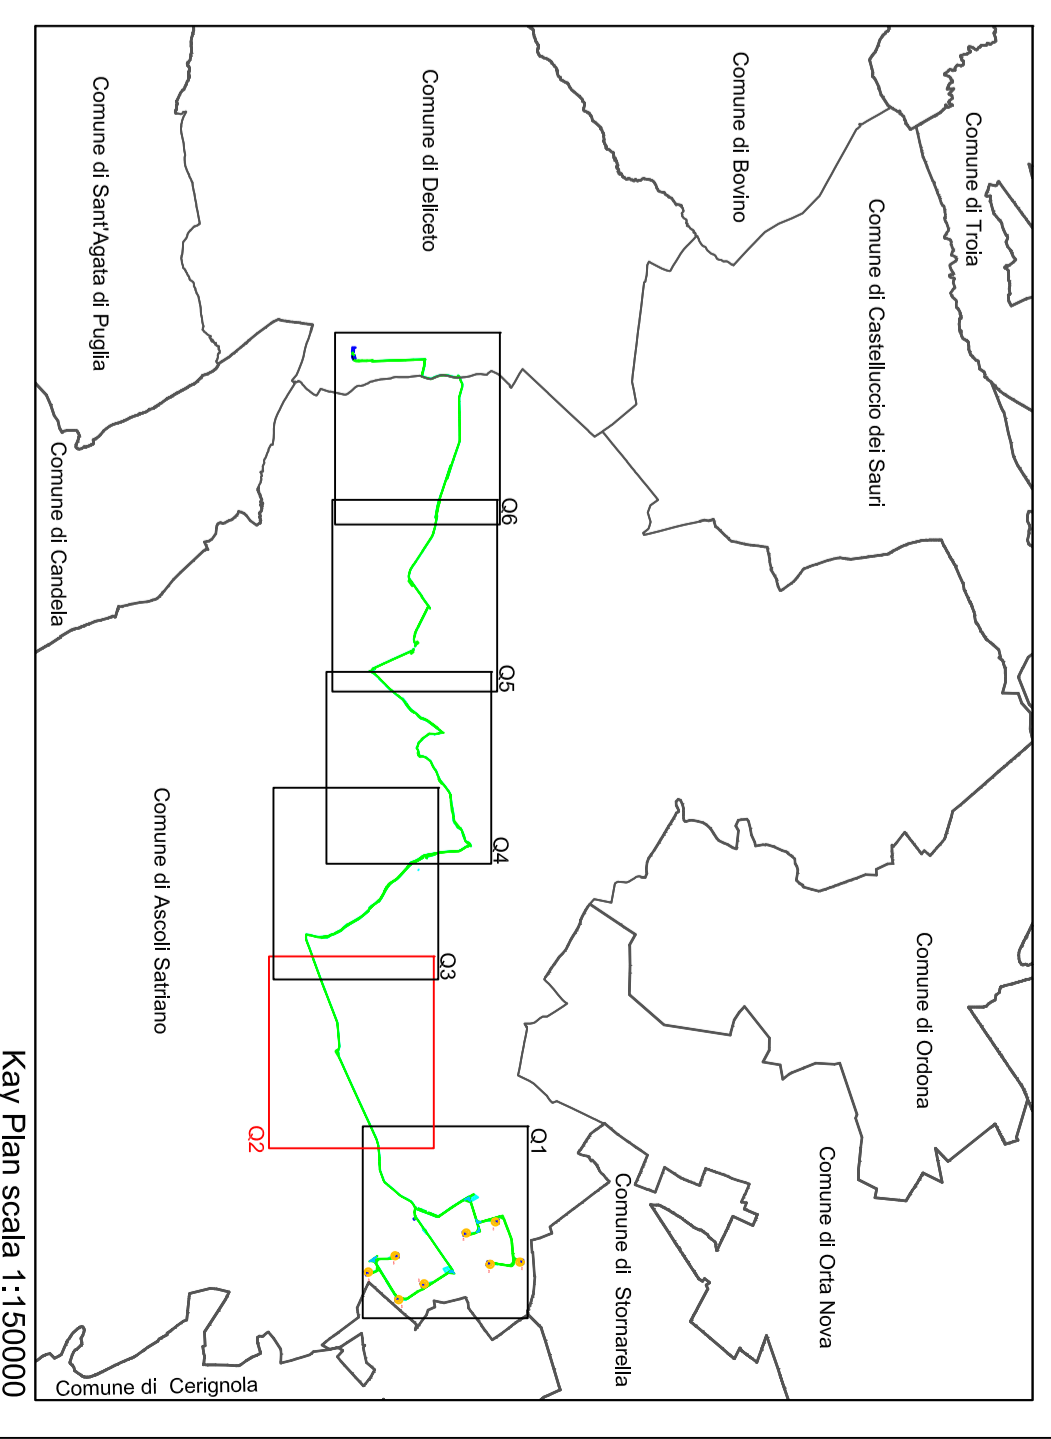 Comune di Troia
Comune di Castelluccio dei Sauri
Comune di Bovino
Comune di Deliceto
Comune di Sant'Agata di Puglia
Comune di Candela
Q6
Q5
Q4
Q3
Q2
Q1
Comune di Ascoli Satriano
Comune di Ordona
Comune di Orta Nova
Comune di Stornarella
Comune di Cerignola
Kay Plan scala 1:150000